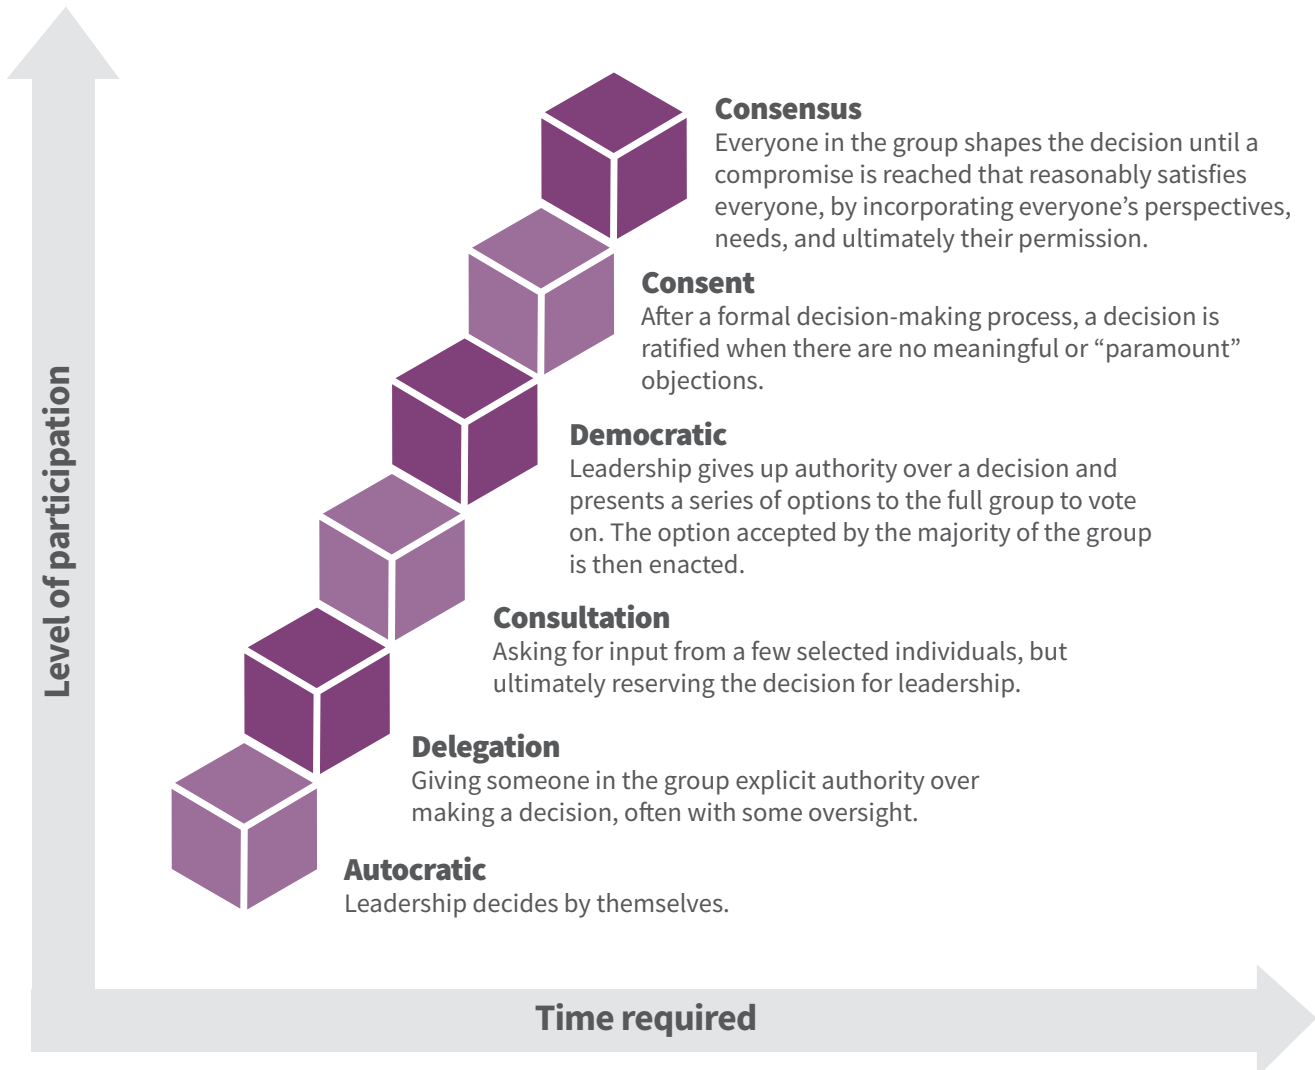 Consensus
Everyone in the group shapes the decision until a
compromise is reached that reasonably satisfies
everyone, by incorporating everyone’s perspectives,
needs, and ultimately their permission.
Consent
After a formal decision-making process, a decision is
ratified when there are no meaningful or “paramount”
objections.
Democratic
Leadership gives up authority over a decision and
presents a series of options to the full group to vote
on. The option accepted by the majority of the group
is then enacted.
Consultation
Asking for input from a few selected individuals, but
ultimately reserving the decision for leadership.
Delegation
Giving someone in the group explicit authority over
making a decision, often with some oversight.
Autocratic
Leadership decides by themselves.
Level of participation
Time required